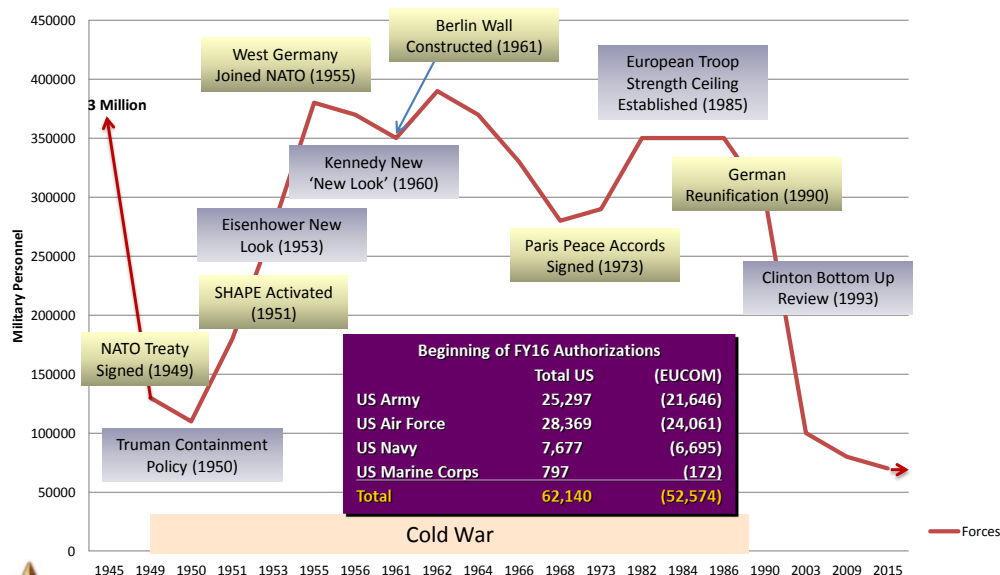 450000
400000
350000
300000
250000
200000
150000
100000
50000
0
Military Personnel
3 Million
NATO Treaty
Signed (1949)
Truman Containment
Policy (1950)
SHAPE Activated
(1951)
Eisenhower New
Look (1953)
West Germany
Joined NATO (1955)
Kennedy New
‘New Look’ (1960)
Berlin Wall
Constructed (1961)
Paris Peace Accords
Signed (1973)
European Troop
Strength Ceiling
Established (1985)
German
Reunification (1990)
Clinton Bottom Up
Review (1993)
Beginning of FY16 Authorizations
Total US (EUCOM)
US Army 25,297 (21,646)
US Air Force 28,369 (24,061)
US Navy 7,677 (6,695)
US Marine Corps 797 (172)
Total 62,140 (52,574)
Cold War
Forces
1945 1949 1950 1951 1953 1955 1956 1961 1962 1964 1966 1968 1973 1982 1984 1986 1990 2003 2009 2015